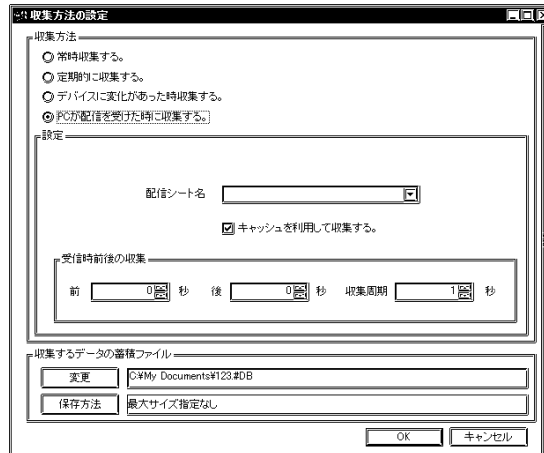 収集方法の設定
収集方法
常時収集する。
定期的に収集する。
デバイスに変化があった時収集する。
PCが配信を受けた時に収集する。
設定
配信シート名
キャッシュを利用して収集する。
受信時前後の収集
前 0 秒 後 0 秒 収集周期 1 秒
収集するデータの蓄積ファイル
変更 C:¥My Documents¥123.#DB
保存方法 最大サイズ指定なし
OK キャンセル